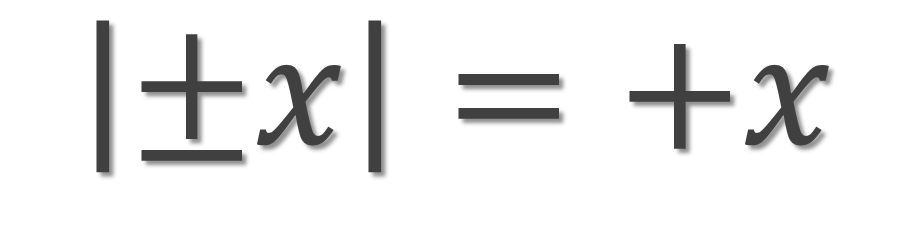 |±x| = +x